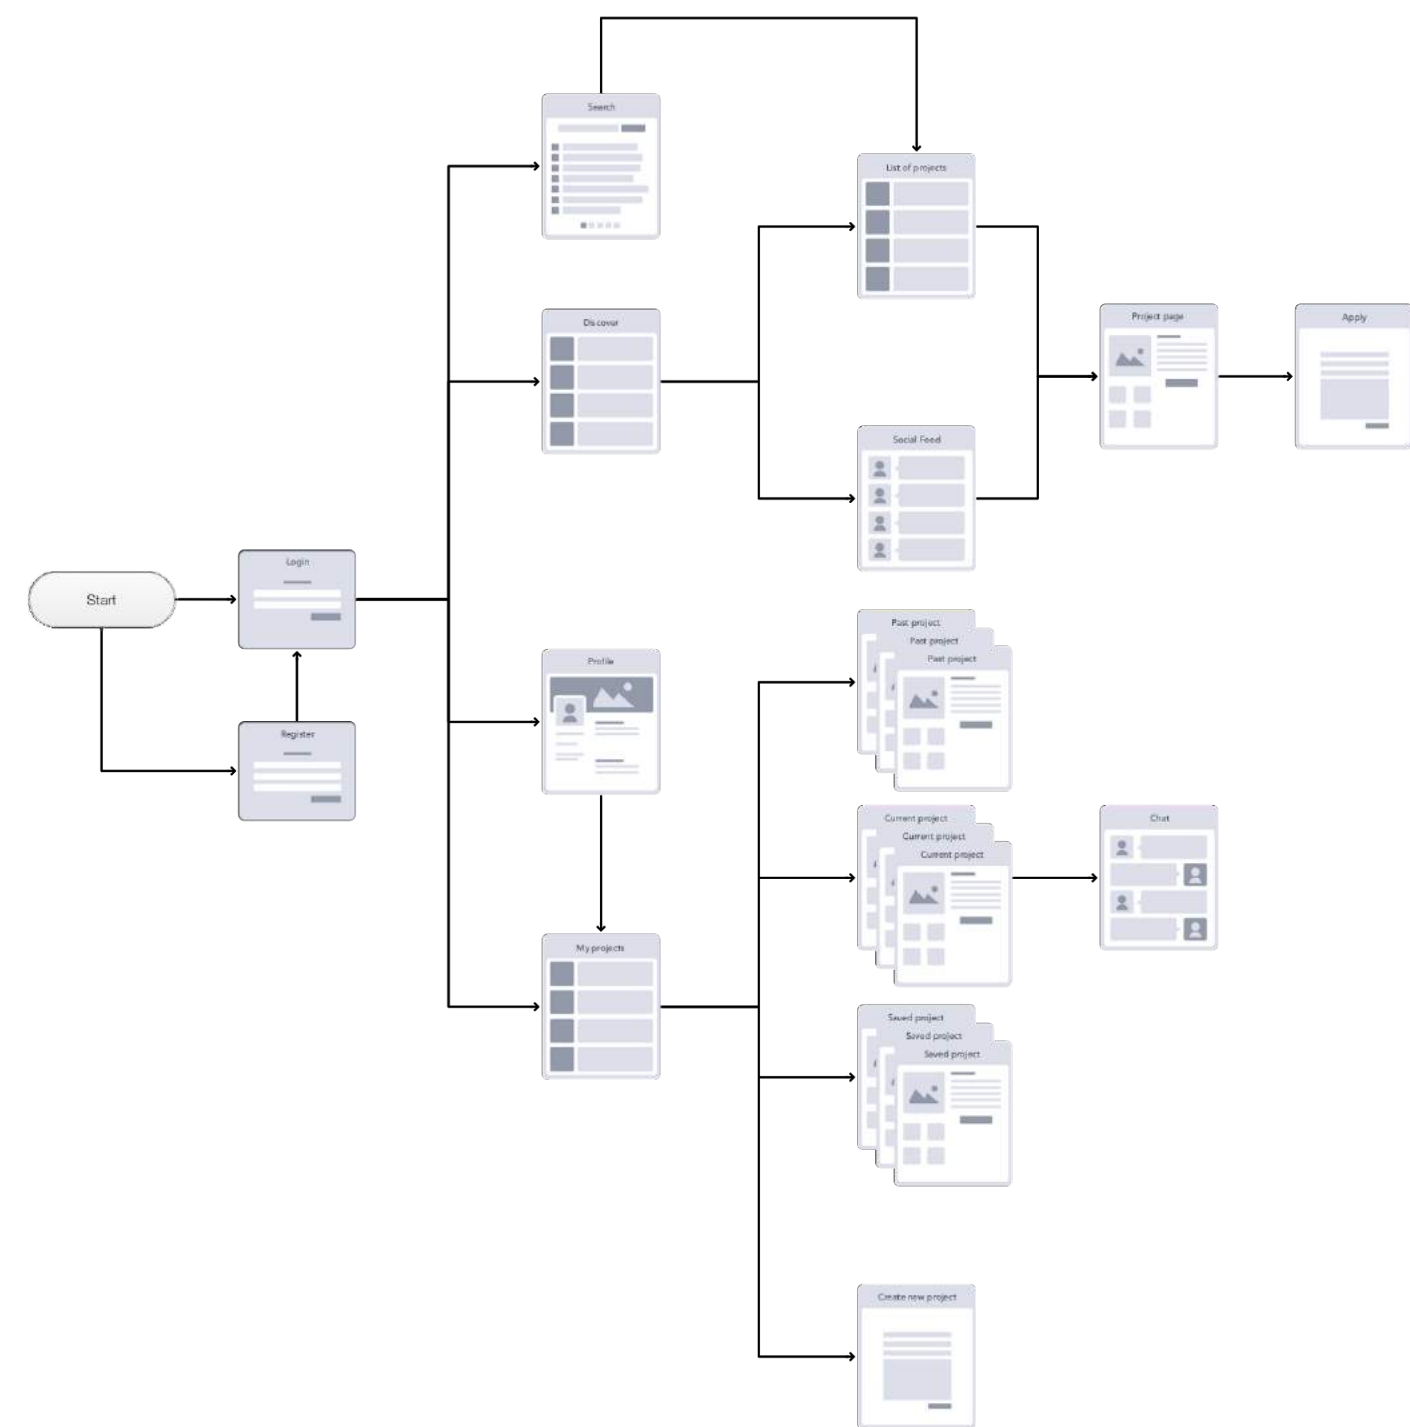 Search
List of projects
Discover
Project page
Apply
Social Feed
Login
Start
Past project
Past project
Past project
Profile
Register
Current project
Current project
Current project
Chat
My projects
Saved project
Saved project
Saved project
Create new project